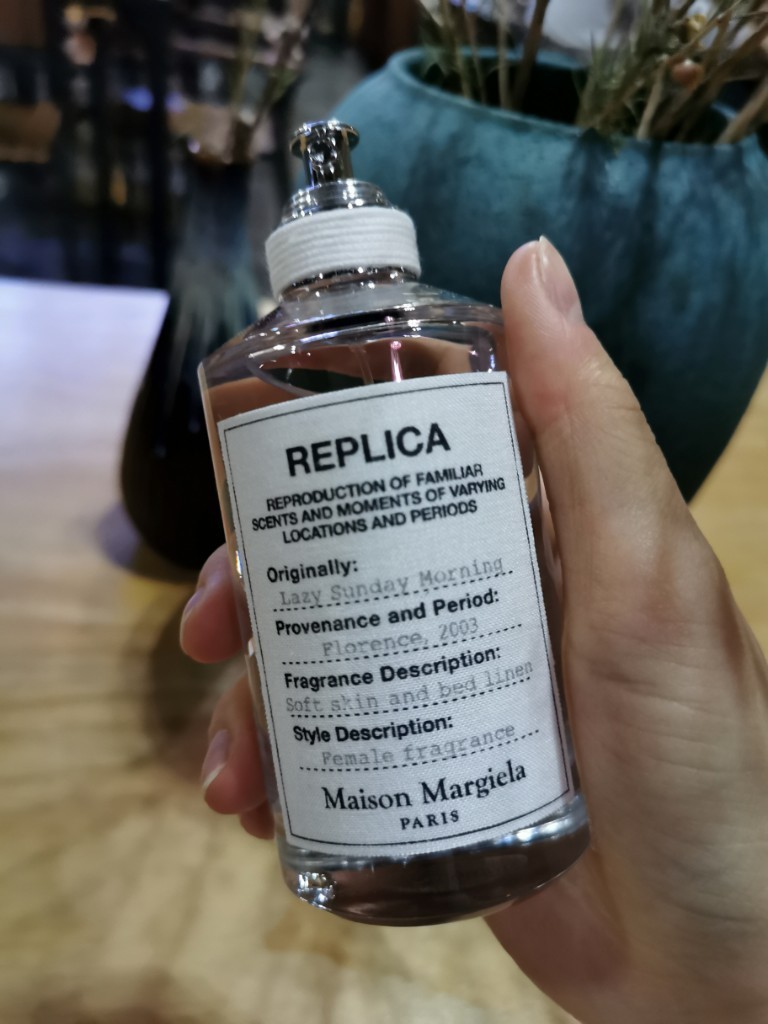 REPLICA
REPRODUCTION OF FAMILIAR
SCENTS AND MOMENTS OF VARYING
LOCATIONS AND PERIODS
Originally:
Lazy Sunday Morning
Provenance and Period:
Florence, 2003
Fragrance Description:
Soft skin and bed linen
Style Description:
Female fragrance
Maison Margiela
PARIS